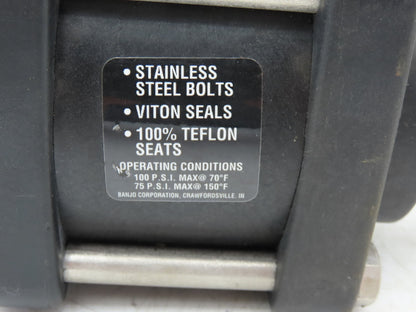 • STAINLESS
STEEL BOLTS
• VITON SEALS
• 100% TEFLON
SEATS
OPERATING CONDITIONS
100 P.S.I. MAX@ 70°F
75 P.S.I. MAX@ 150°F
BANJO CORPORATION, CRAWFORDSVILLE, IN